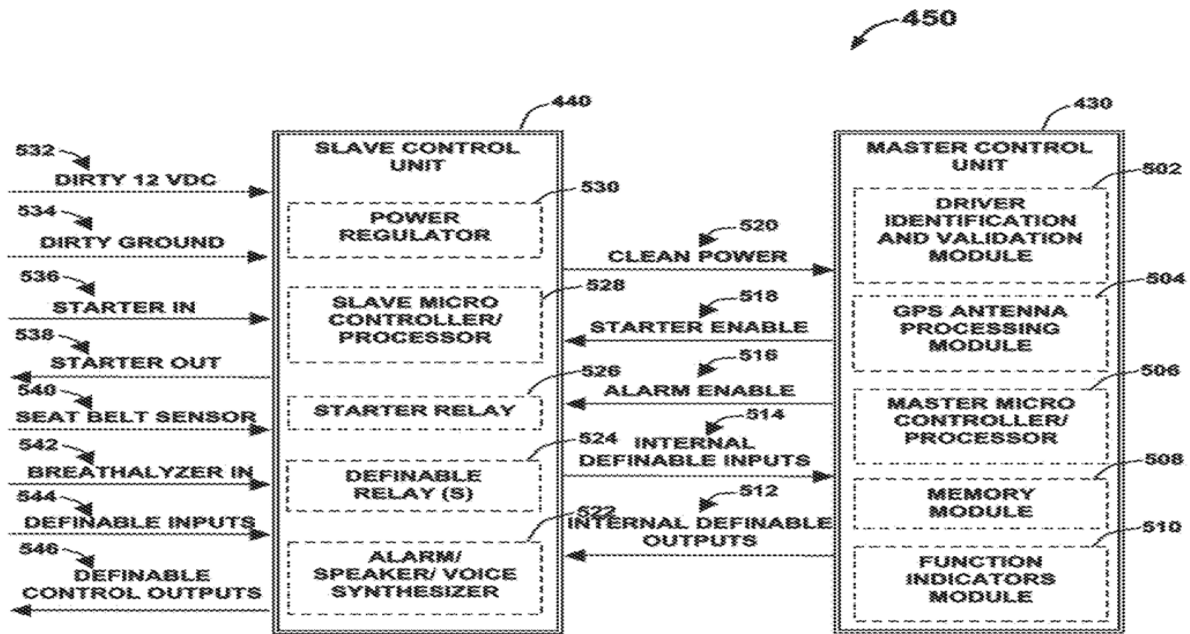 450
440
430
532
DIRTY 12 VDC
534
DIRTY GROUND
536
STARTER IN
538
STARTER OUT
540
SEAT BELT SENSOR
542
BREATHALYZER IN
544
DEFINABLE INPUTS
546
DEFINABLE
CONTROL OUTPUTS
SLAVE CONTROL
UNIT
530
POWER
REGULATOR
528
SLAVE MICRO
CONTROLLER/
PROCESSOR
526
STARTER RELAY
524
DEFINABLE
RELAY (S)
522
ALARM/
SPEAKER/ VOICE
SYNTHESIZER
520
CLEAN POWER
518
STARTER ENABLE
516
ALARM ENABLE
514
INTERNAL
DEFINABLE INPUTS
512
INTERNAL DEFINABLE
OUTPUTS
MASTER CONTROL
UNIT
502
DRIVER
IDENTIFICATION
AND VALIDATION
MODULE
504
GPS ANTENNA
PROCESSING
MODULE
506
MASTER MICRO
CONTROLLER/
PROCESSOR
508
MEMORY
MODULE
510
FUNCTION
INDICATORS
MODULE